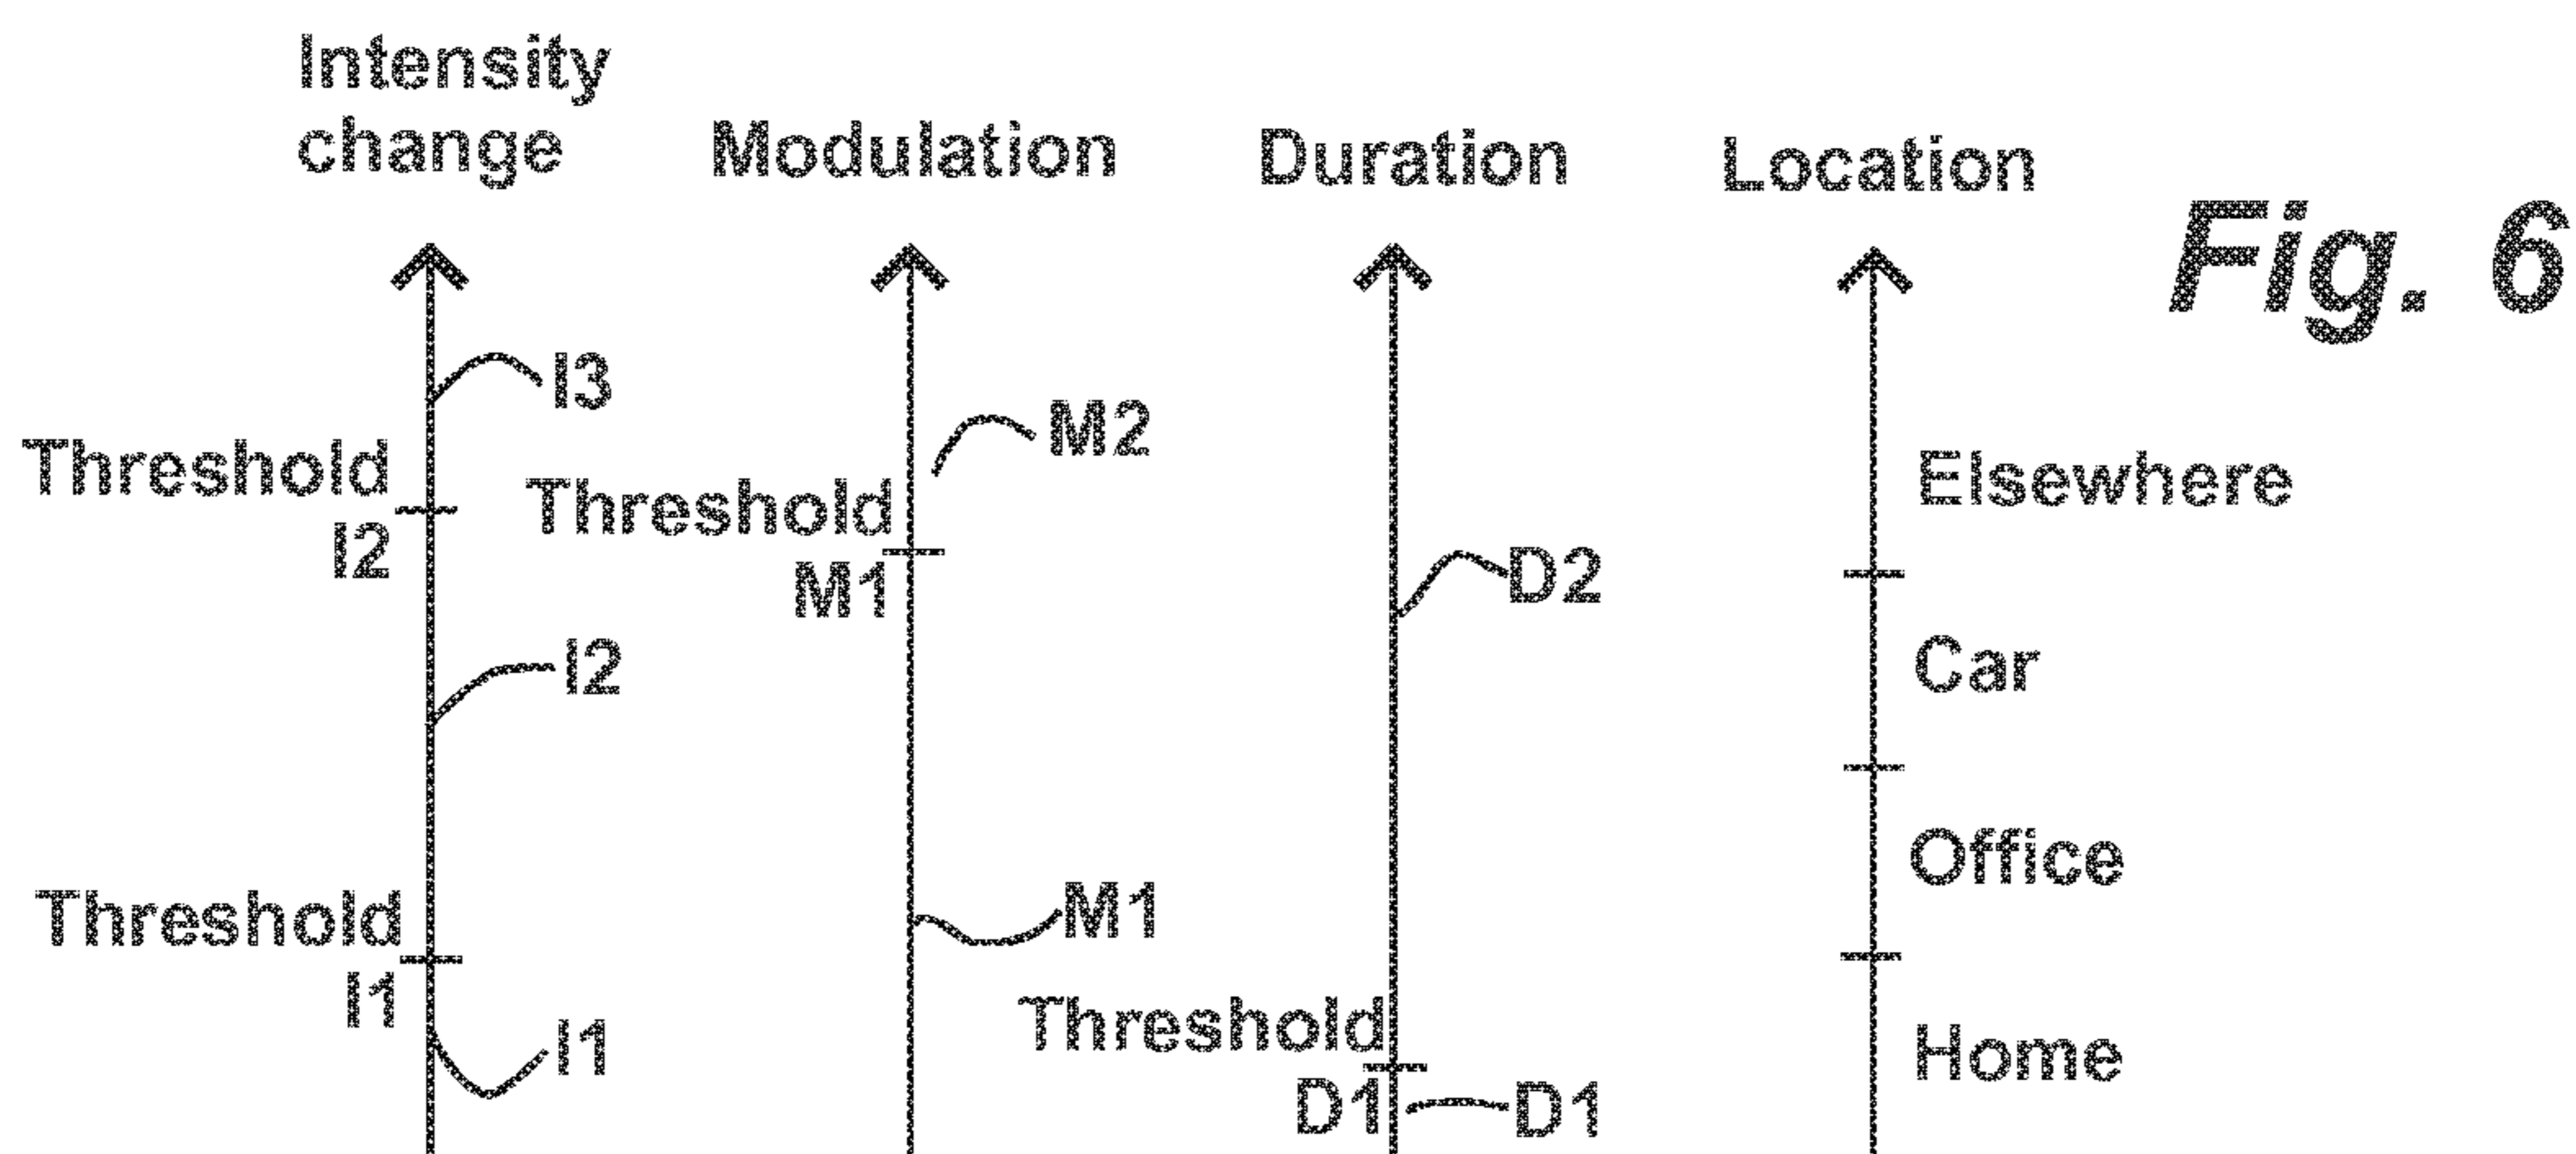 Intensity
change
Modulation
Duration
Location
Fig. 6
I3
Threshold
I2
M2
Threshold
M1
Elsewhere
D2
I2
Car
Office
Threshold
I1
M1
I1
Threshold
D1
D1
Home